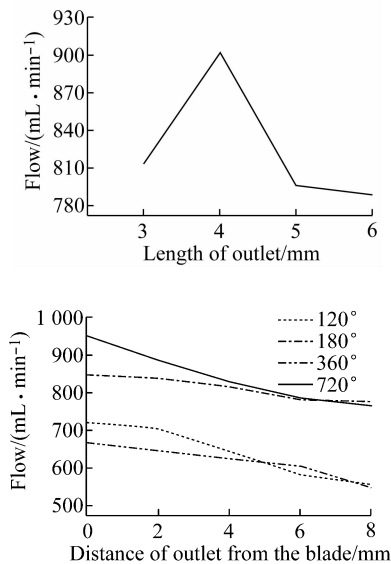 930
900
870
840
810
780
Flow/(mL • min⁻¹)
3 4 5 6
Length of outlet/mm
1 000
900
800
700
600
500
Flow/(mL • min⁻¹)
120°
180°
360°
720°
0 2 4 6 8
Distance of outlet from the blade/mm